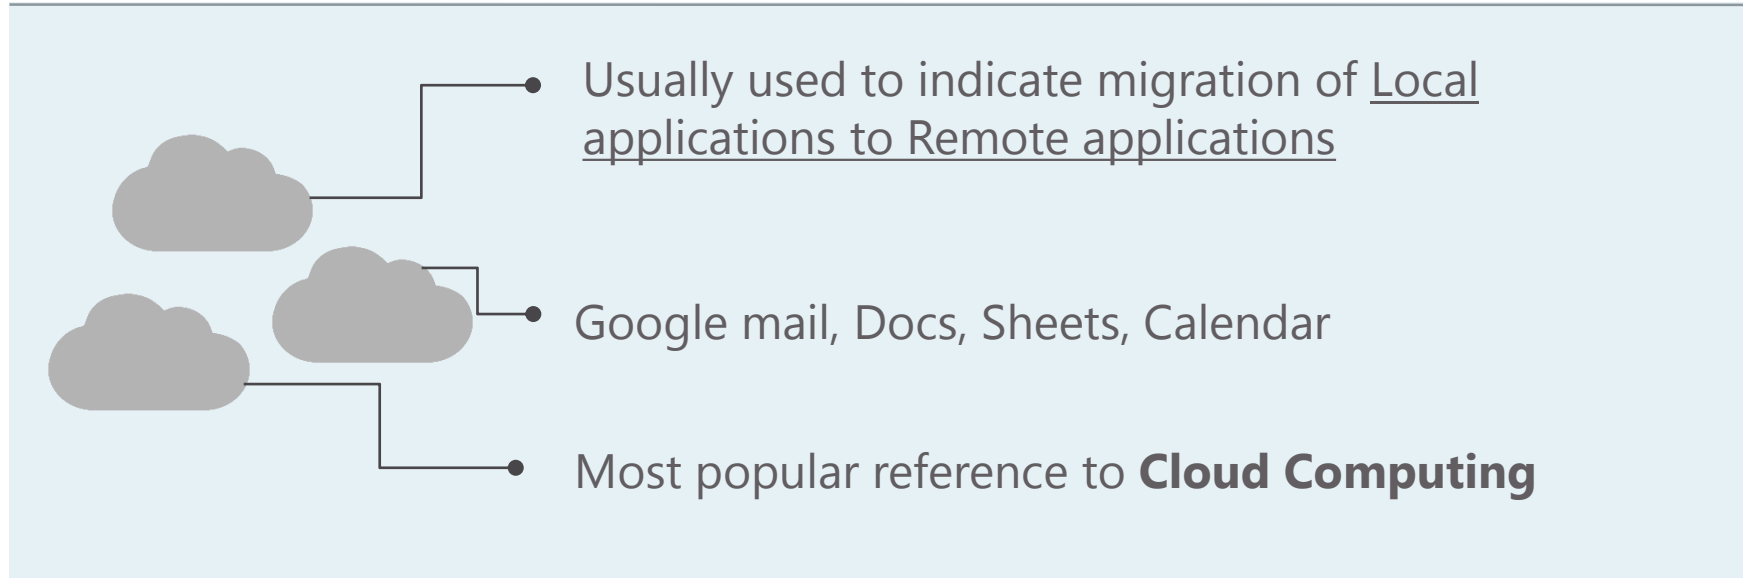 Usually used to indicate migration of Local
applications to Remote applications
Google mail, Docs, Sheets, Calendar
Most popular reference to Cloud Computing